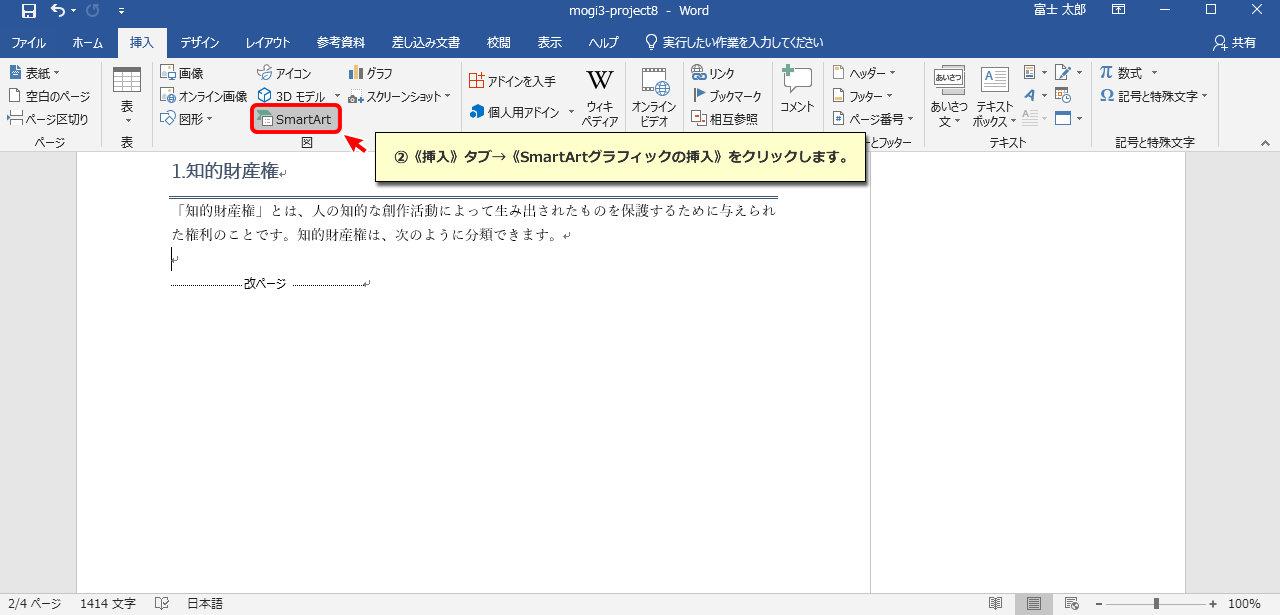 mogi3-project8 - Word
富士 太郎
ファイル ホーム 挿入 デザイン レイアウト 参考資料 差し込み文書 校閲 表示 ヘルプ 実行したい作業を入力してください 共有
表紙
空白のページ
ページ区切り
ページ
表
表
画像
オンライン画像
図形
アイコン
3D モデル
SmartArt
グラフ
スクリーンショット
図
アドインを入手
個人用アドイン
W
ウィキ
ペディア
オンライン
ビデオ
リンク
ブックマーク
相互参照
コメント
ヘッダー
フッター
ページ番号
とフッター
あいさつ
あいさつ
文
A
テキスト
ボックス
テキスト
π 数式
Ω 記号と特殊文字
記号と特殊文字
②《挿入》タブ→《SmartArtグラフィックの挿入》をクリックします。
1.知的財産権
「知的財産権」とは、人の知的な創作活動によって生み出されたものを保護するために与えられ
た権利のことです。知的財産権は、次のように分類できます。
改ページ
2/4 ページ 1414 文字 日本語 100%